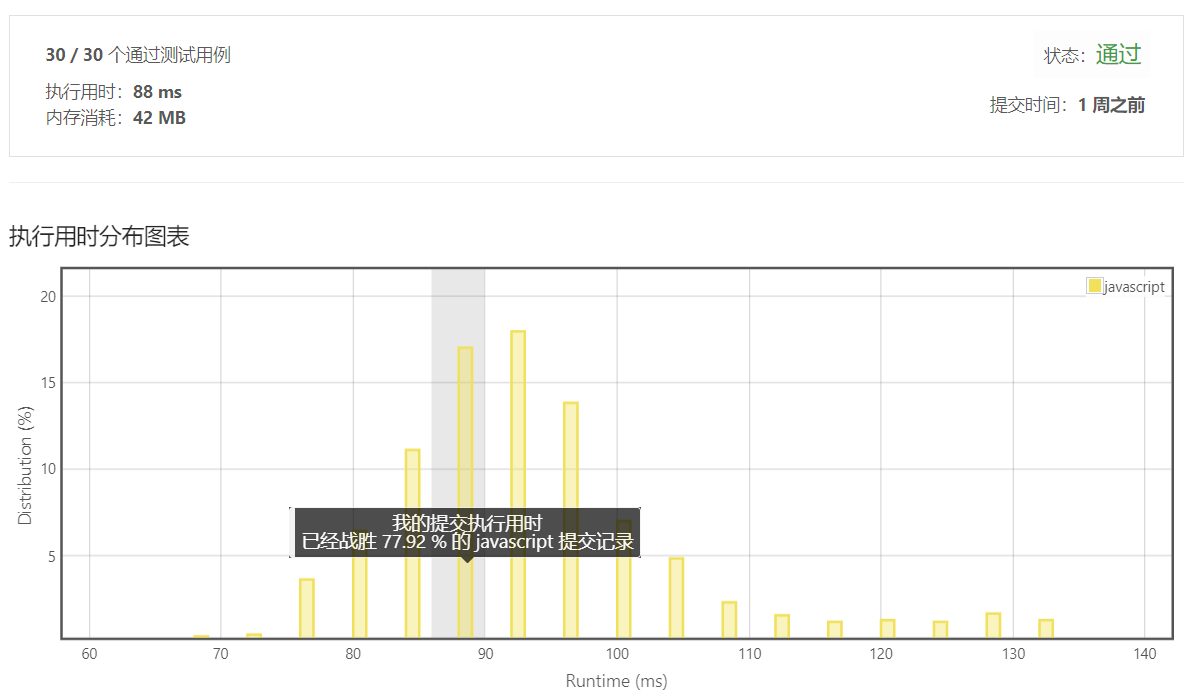 30 / 30 个通过测试用例
状态：通过
执行用时：88 ms
内存消耗：42 MB
提交时间：1 周之前
执行用时分布图表
javascript
20
15
10
5
Distribution (%)
我的提交执行用时
已经战胜 77.92 % 的 javascript 提交记录
60 70 80 90 100 110 120 130 140
Runtime (ms)